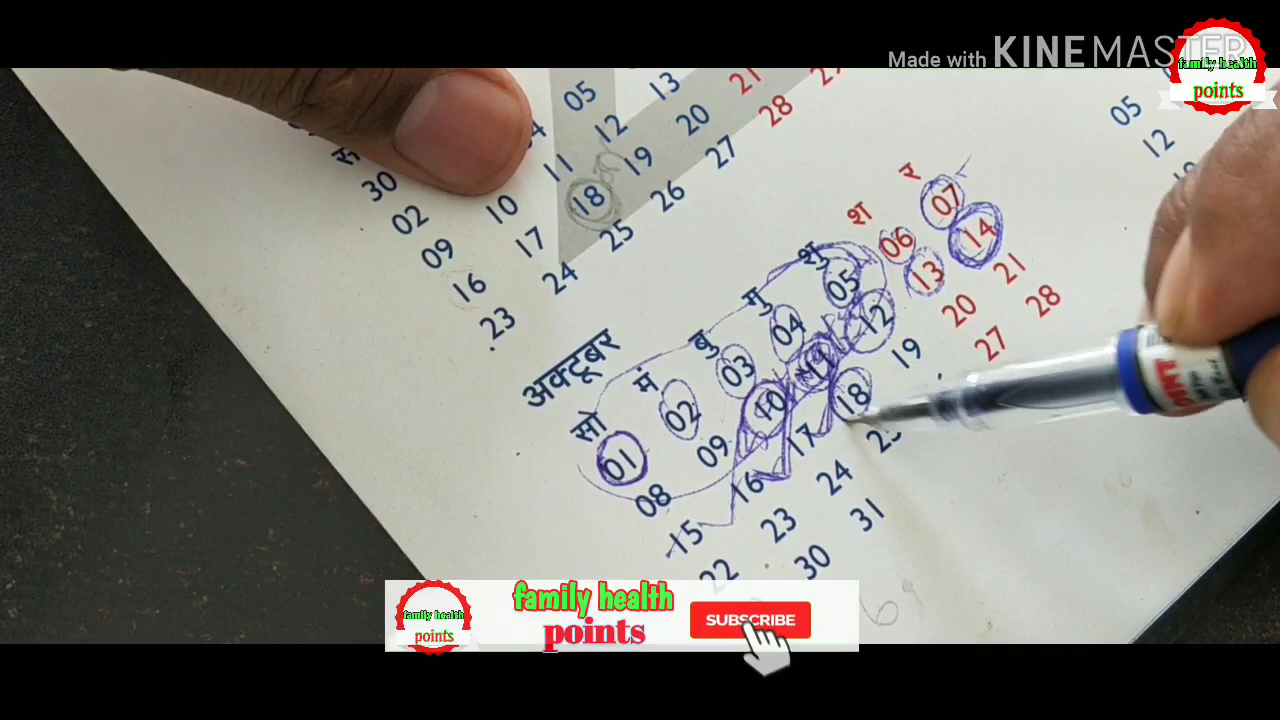 Made with KINEMASTER
family health
points
05 13 21
12 20 28
11 19 27
30 10 18 26
02 17 25
09 24
16
23
05
12
अक्टूबर
सो मं बु गु शु श र
01 02 03 04 05 06 07
08 09 10 11 12 13 14
15 16 17 18 19 20 21
22 23 24 25 27 28
30 31
family health
points
family health
points
SUBSCRIBE